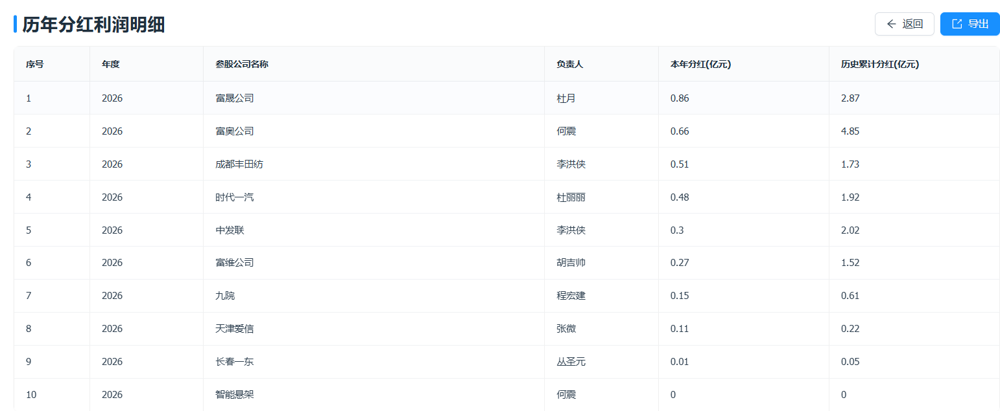 历年分红利润明细
返回
导出
序号 年度 参股公司名称 负责人 本年分红(亿元) 历史累计分红(亿元)
1 2026 富晟公司 杜月 0.86 2.87
2 2026 富奥公司 何震 0.66 4.85
3 2026 成都丰田纺 李洪侠 0.51 1.73
4 2026 时代一汽 杜丽丽 0.48 1.92
5 2026 中发联 李洪侠 0.3 2.02
6 2026 富维公司 胡吉帅 0.27 1.52
7 2026 九院 程宏建 0.15 0.61
8 2026 天津爱信 张微 0.11 0.22
9 2026 长春一东 丛圣元 0.01 0.05
10 2026 智能悬架 何震 0 0